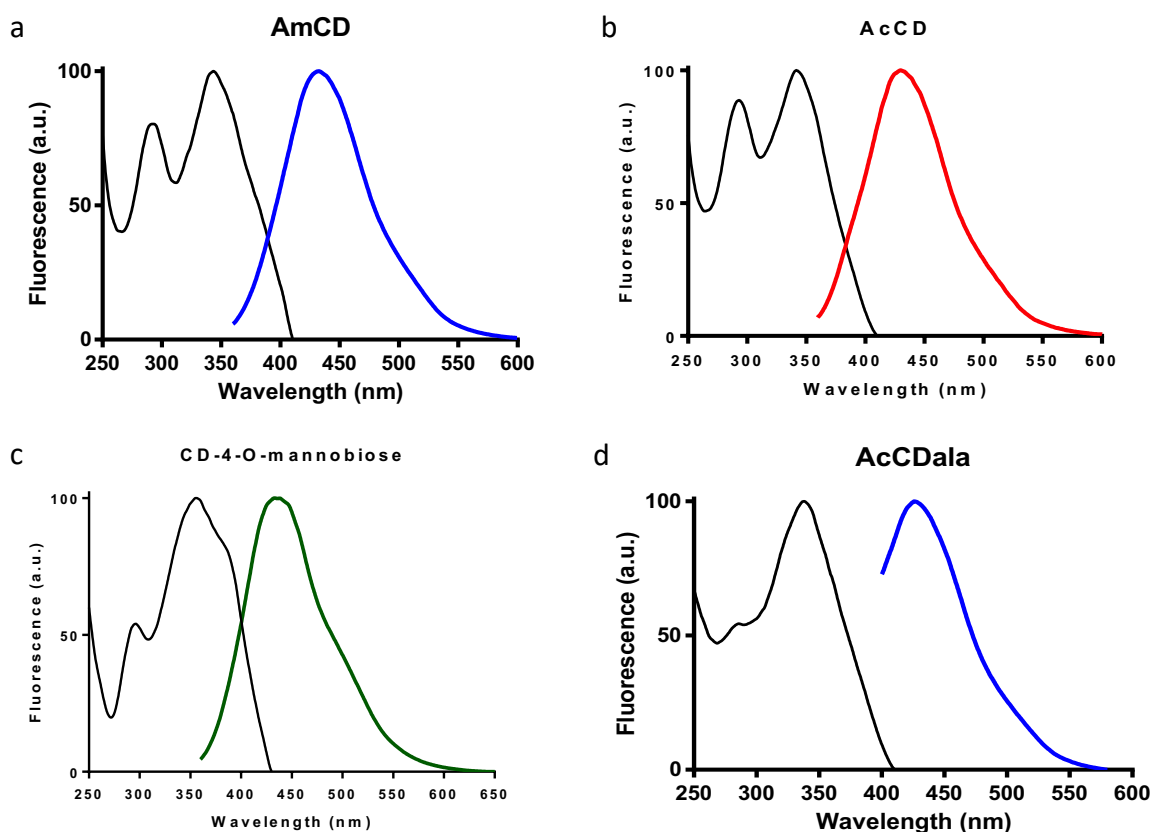 a
AmCD
Fluorescence (a.u.)
100
50
0
250 300 350 400 450 500 550 600
Wavelength (nm)
b
AcCD
Fluorescence (a.u.)
100
50
0
250 300 350 400 450 500 550 600
Wavelength (nm)
c
CD-4-O-mannobiose
Fluorescence (a.u.)
100
50
0
250 300 350 400 450 500 550 600 650
Wavelength (nm)
d
AcCDala
Fluorescence (a.u.)
100
50
0
250 300 350 400 450 500 550 600
Wavelength (nm)